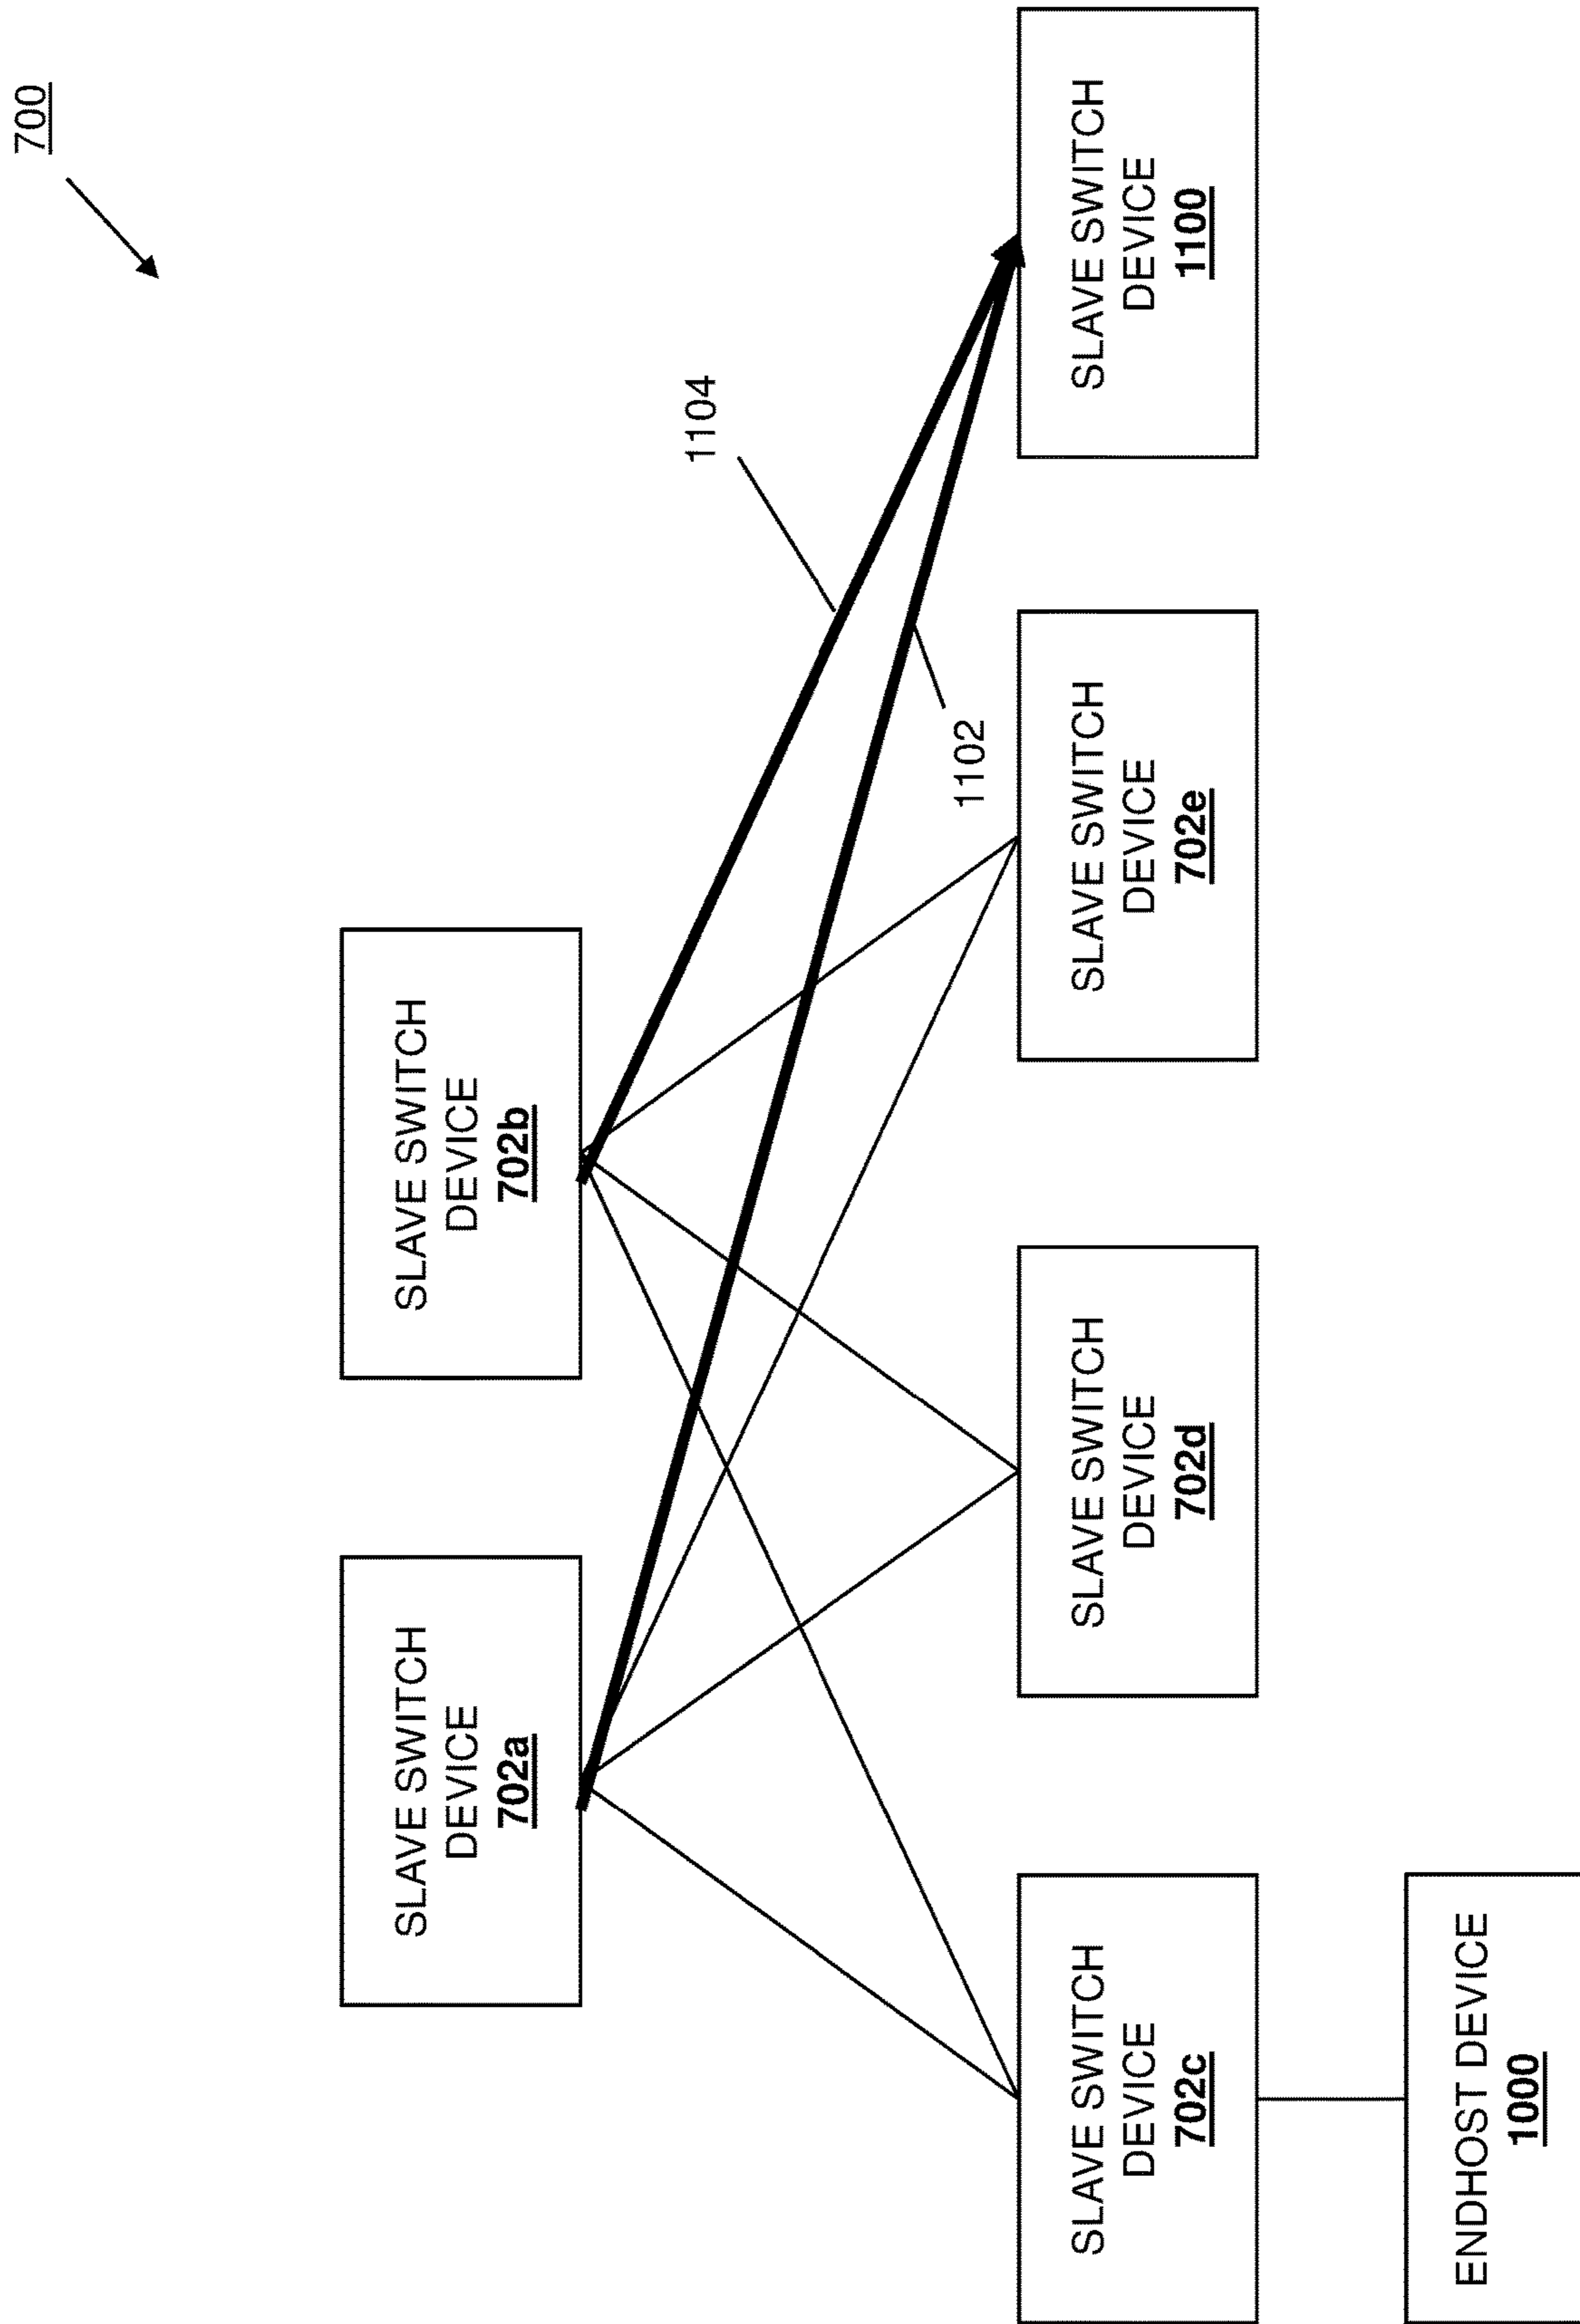 700
SLAVE SWITCH
DEVICE
702a
SLAVE SWITCH
DEVICE
702b
1104
1102
SLAVE SWITCH
DEVICE
702c
SLAVE SWITCH
DEVICE
702d
SLAVE SWITCH
DEVICE
702e
SLAVE SWITCH
DEVICE
1100
ENDHOST DEVICE
1000